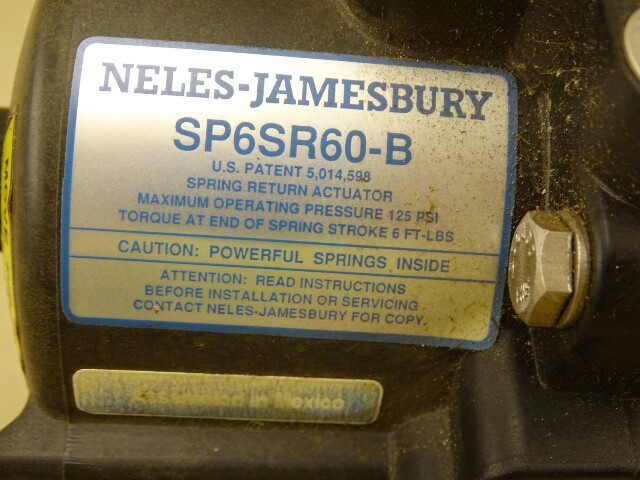 NELES-JAMESBURY
SP6SR60-B
U.S. PATENT 5,014,598
SPRING RETURN ACTUATOR
MAXIMUM OPERATING PRESSURE 125 PSI
TORQUE AT END OF SPRING STROKE 6 FT-LBS
CAUTION: POWERFUL SPRINGS INSIDE
ATTENTION: READ INSTRUCTIONS
BEFORE INSTALLATION OR SERVICING
CONTACT NELES-JAMESBURY FOR COPY.
in Mexico